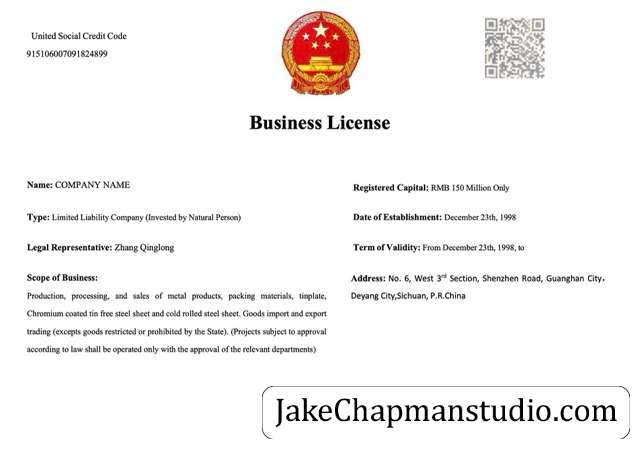 United Social Credit Code
915106007091824899
Business License
Name: COMPANY NAME
Type: Limited Liability Company (Invested by Natural Person)
Legal Representative: Zhang Qinglong
Scope of Business:
Production, processing, and sales of metal products, packing materials, tinplate,
Chromium coated tin free steel sheet and cold rolled steel sheet. Goods import and export
trading (excepts goods restricted or prohibited by the State). (Projects subject to approval
according to law shall be operated only with the approval of the relevant departments)
Registered Capital: RMB 150 Million Only
Date of Establishment: December 23th, 1998
Term of Validity: From December 23th, 1998, to
Address: No. 6, West 3rd Section, Shenzhen Road, Guanghan City,
Deyang City,Sichuan, P.R.China
JakeChapmanstudio.com